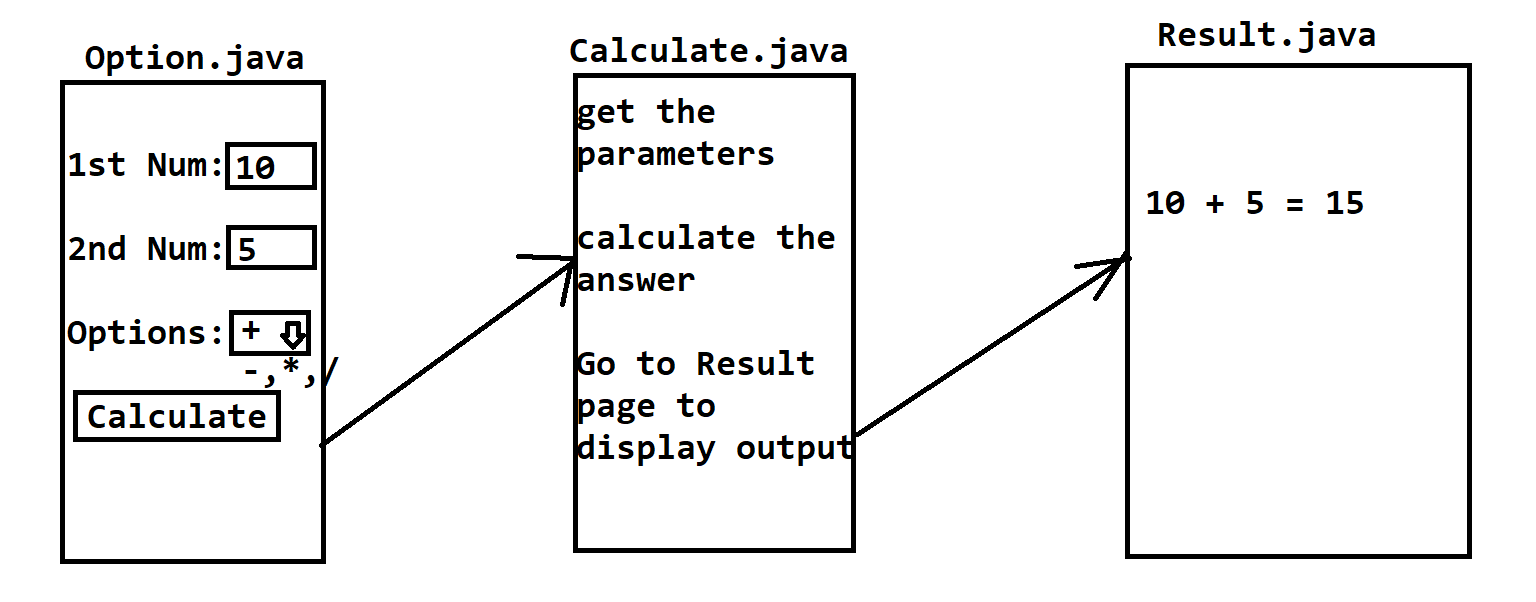 Option.java
1st Num: 10
2nd Num: 5
Options: +
-,*,/
Calculate
Calculate.java
get the
parameters
calculate the
answer
Go to Result
page to
display output
Result.java
10 + 5 = 15